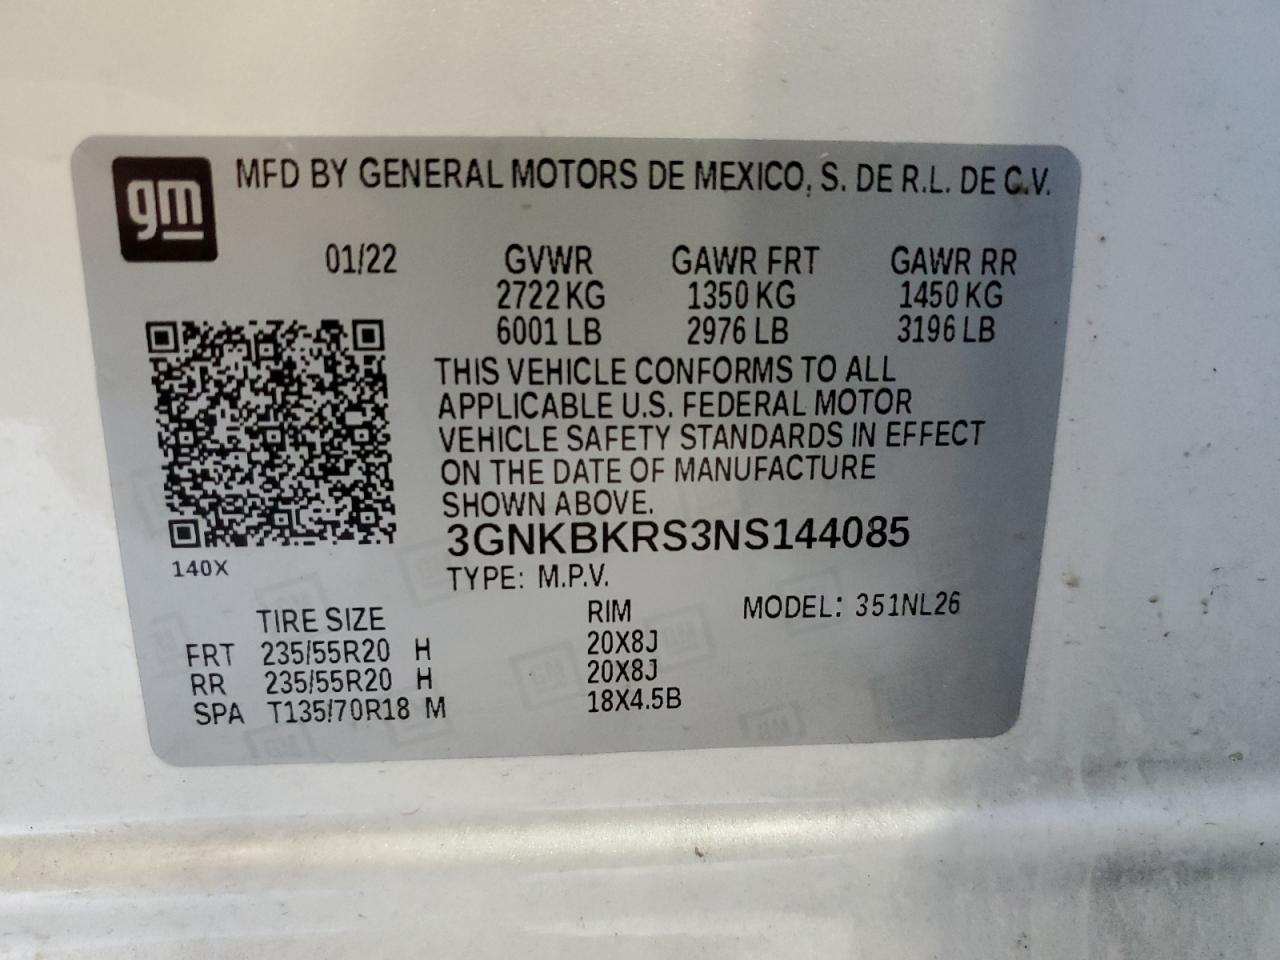 gm
MFD BY GENERAL MOTORS DE MEXICO, S. DE R.L. DE C.V.
01/22 GVWR GAWR FRT GAWR RR
2722 KG 1350 KG 1450 KG
6001 LB 2976 LB 3196 LB
THIS VEHICLE CONFORMS TO ALL
APPLICABLE U.S. FEDERAL MOTOR
VEHICLE SAFETY STANDARDS IN EFFECT
ON THE DATE OF MANUFACTURE
SHOWN ABOVE.
3GNKBKRS3NS144085
140X
TYPE: M.P.V.
TIRE SIZE RIM MODEL: 351NL26
FRT 235/55R20 H 20X8J
RR 235/55R20 H 20X8J
SPA T135/70R18 M 18X4.5B